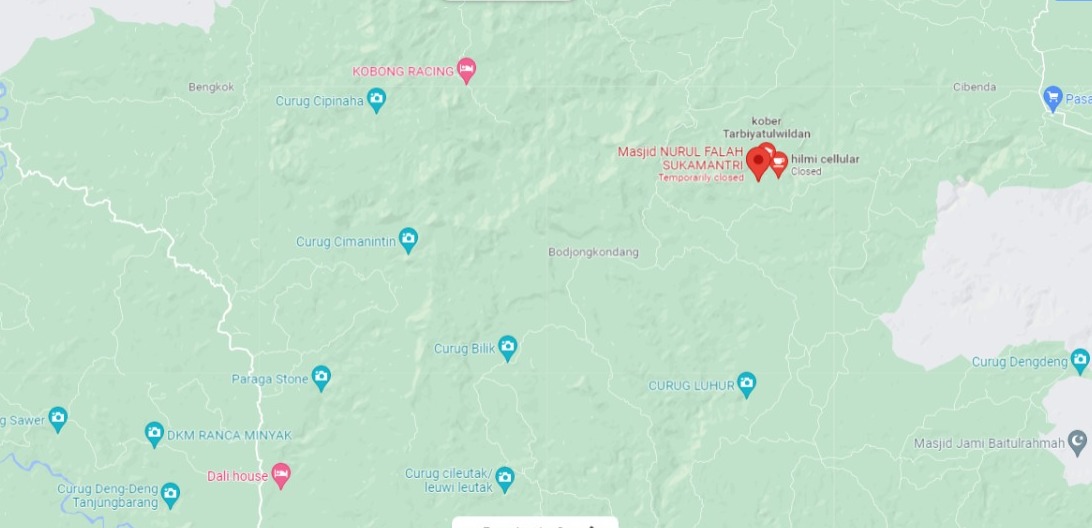 KOBONG RACING
Bengkok
Cibenda
Curug Cipinaha
Pasa
kober
Tarbiyatulwildan
Masjid NURUL FALAH
SUKAMANTRI
Temporarily closed
hilmi cellular
Closed
Curug Cimanintin
Bodjongkondang
Curug Bilik
Curug Dengdeng
Paraga Stone
CURUG LUHUR
g Sawer
DKM RANCA MINYAK
Masjid Jami Baitulrahmah
Dali house
Curug cileutak/
leuwi leutak
Curug Deng-Deng
Tanjungbarang